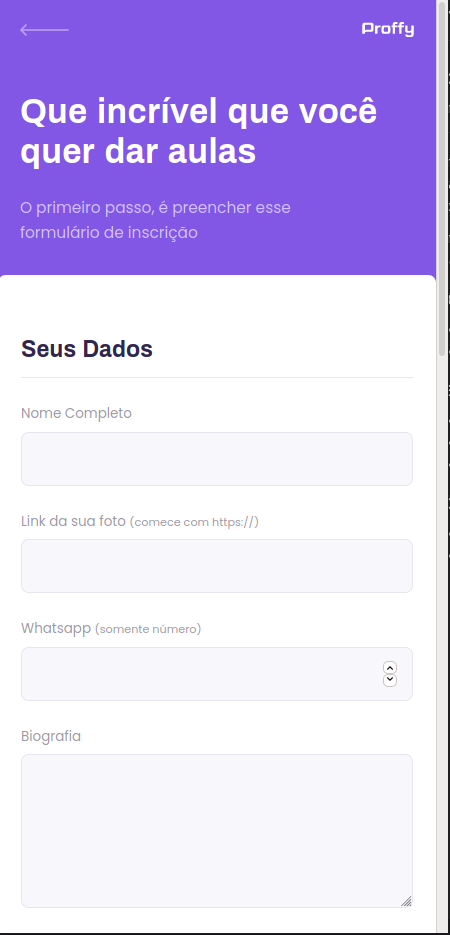 Proffy
Que incrível que você
quer dar aulas
O primeiro passo, é preencher esse
formulário de inscrição
Seus Dados
Nome Completo
Link da sua foto (comece com https://)
Whatsapp (somente número)
Biografia